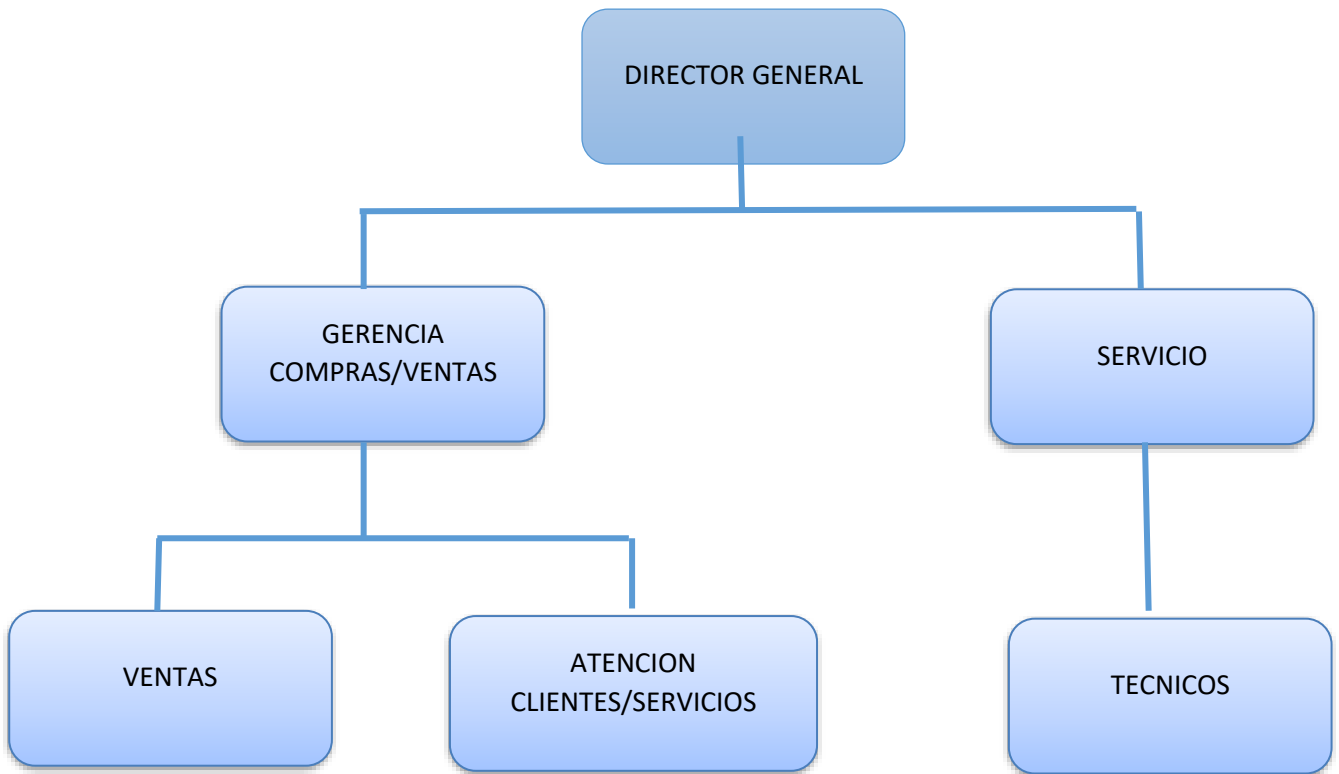 DIRECTOR GENERAL
GERENCIA
COMPRAS/VENTAS
SERVICIO
VENTAS
ATENCION
CLIENTES/SERVICIOS
TECNICOS